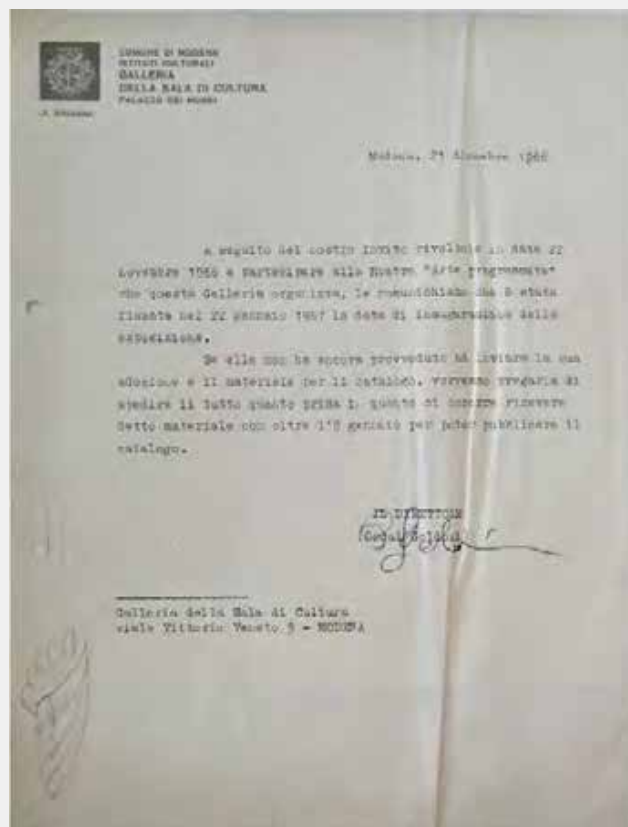 COMUNE DI MODENA
ISTITUTI CULTURALI
GALLERIA
DELLA SALA DI CULTURA
PALAZZO DEI MUSEI
Modena, 21 dicembre 1966
A seguito del nostro invito rivoltole in data 22
novembre 1966 a partecipare alla Mostra "Arte programmata"
che questa Galleria organizza, le comunichiamo che è stata
fissata nel 22 gennaio 1967 la data di inaugurazione della
esposizione.
Se ella non ha ancora provveduto ad inviare la sua
adesione e il materiale per il catalogo, vorremmo pregarla di
spedire il tutto quanto prima in quanto ci occorre ricevere
detto materiale non oltre l'8 gennaio per poter pubblicare il
catalogo.
IL DIRETTORE
Galleria della Sala di Cultura
viale Vittorio Veneto 5 - MODENA